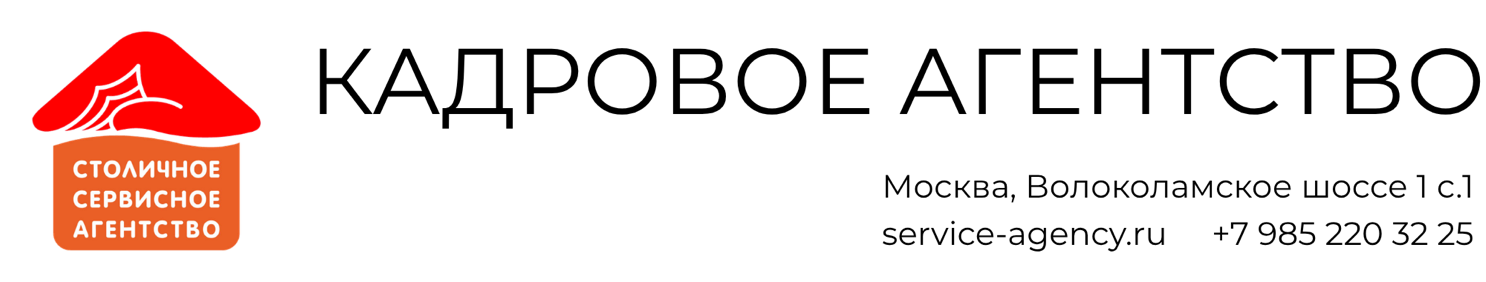 КАДРОВОЕ АГЕНТСТВО
СТОЛИЧНОЕ
СЕРВИСНОЕ
АГЕНТСТВО
Москва, Волоколамское шоссе 1 с.1
service-agency.ru +7 985 220 32 25